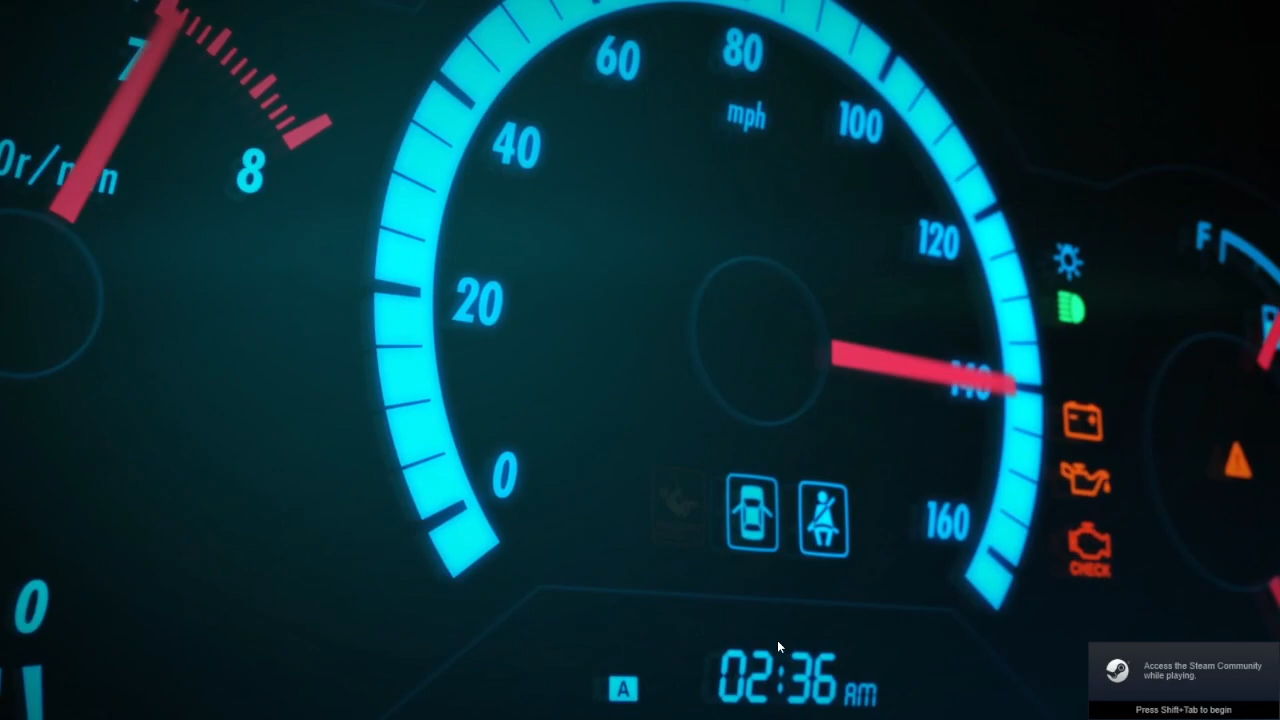 7
8
0r/min
60
80
mph
100
40
120
20
140
0
160
F
CHECK
0
A
02:36 AM
Access the Steam Community
while playing.
Press Shift+Tab to begin